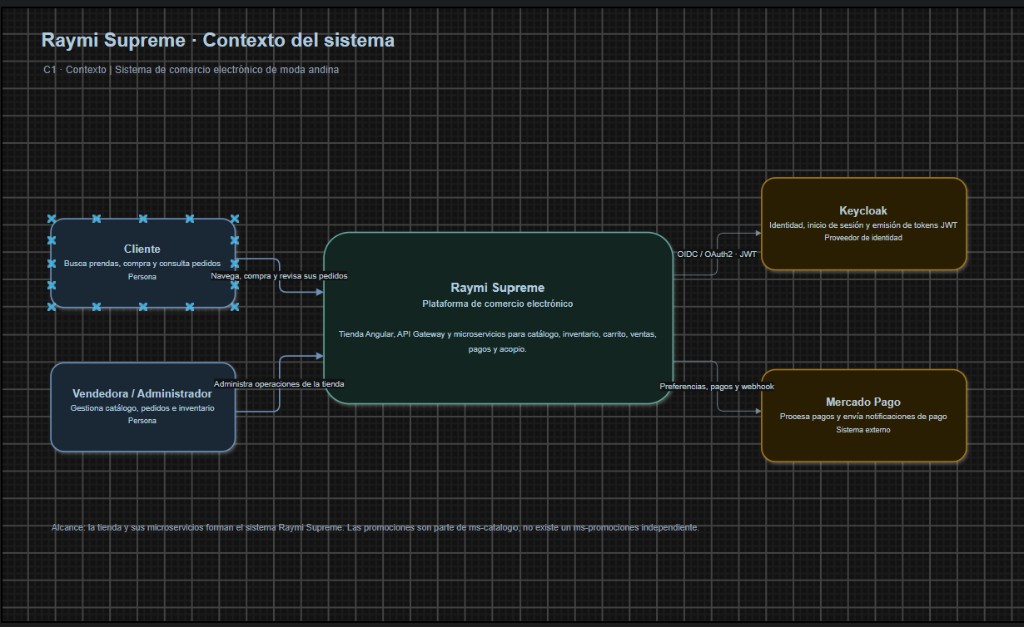 Raymi Supreme · Contexto del sistema
C1 · Contexto | Sistema de comercio electrónico de moda andina
Cliente
Busca prendas, compra y consulta pedidos
Persona
Navega, compra y revisa sus pedidos
Vendedora / Administrador
Gestiona catálogo, pedidos e inventario
Persona
Administra operaciones de la tienda
Raymi Supreme
Plataforma de comercio electrónico
Tienda Angular, API Gateway y microservicios para catálogo, inventario, carrito, ventas,
pagos y acopio.
OIDC / OAuth2 · JWT
Keycloak
Identidad, inicio de sesión y emisión de tokens JWT
Proveedor de identidad
Preferencias, pagos y webhook
Mercado Pago
Procesa pagos y envía notificaciones de pago
Sistema externo
Alcance: la tienda y sus microservicios forman el sistema Raymi Supreme. Las promociones son parte de ms-catalogo; no existe un ms-promociones independiente.